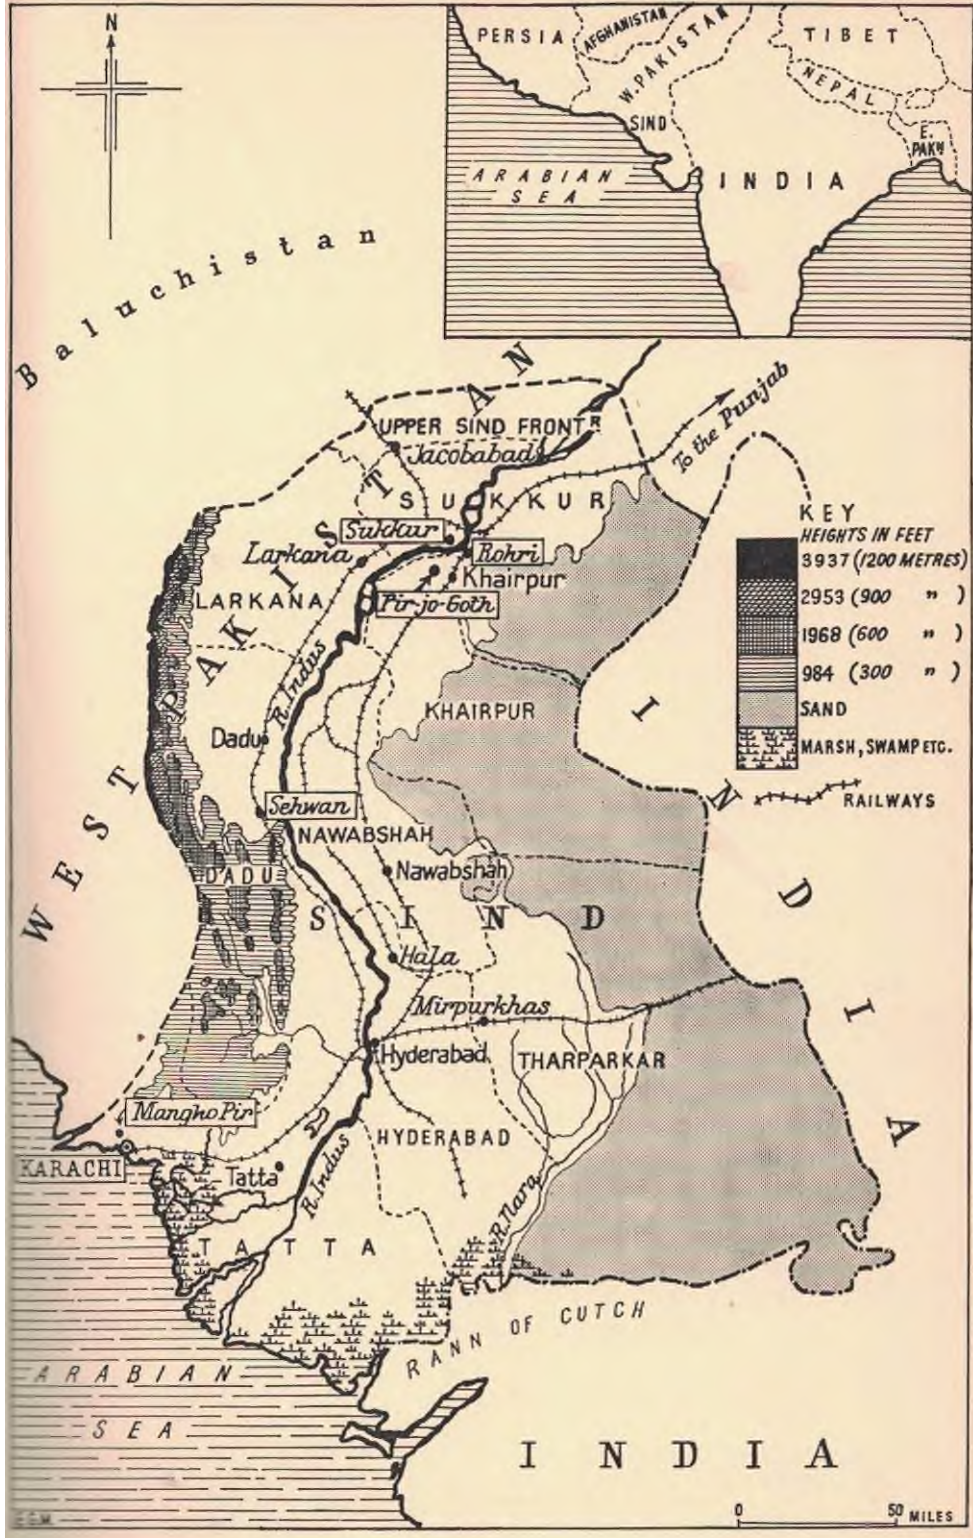 N
PERSIA
AFGHANISTAN
W. PAKISTAN
TIBET
NEPAL
SIND
E.
PAKN
ARABIAN
SEA
INDIA
Baluchistan
WEST PAKISTAN
UPPER SIND FRONTR
Jacobabad
To the Punjab
SUKKUR
Sukkur
Rohri
Larkana
Khairpur
LARKANA
Pir-jo-Goth
R. Indus
KHAIRPUR
Dadu
Sehwan
NAWABSHAH
Nawabshah
DADU
SIND
Hala
Mirpurkhas
Hyderabad
THARPARKAR
Mangho Pir
HYDERABAD
KARACHI
Tatta
R. Indus
R. Nara
TATTA
RANN OF CUTCH
ARABIAN
SEA
INDIA
INDIA
KEY
HEIGHTS IN FEET
3937 (1200 METRES)
2953 (900 " )
1968 (600 " )
984 (300 " )
SAND
MARSH, SWAMP ETC.
RAILWAYS
E.G.M.
0 50 MILES